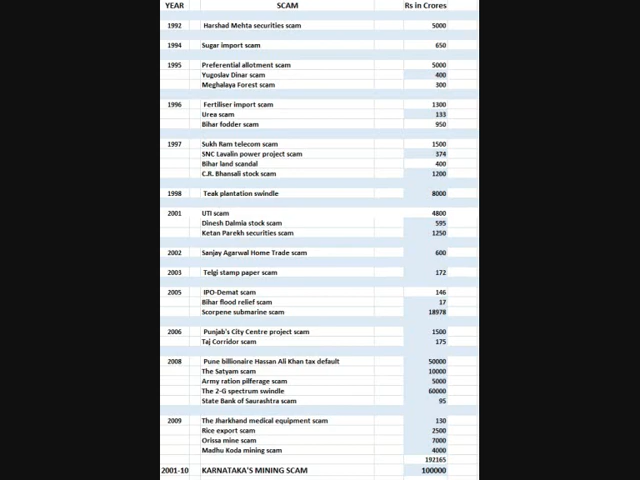 YEAR SCAM Rs in Crores
1992 Harshad Mehta securities scam 5000
1994 Sugar import scam 650
1995 Preferential allotment scam 5000
Yugoslav Dinar scam 400
Meghalaya Forest scam 300
1996 Fertiliser import scam 1300
Urea scam 133
Bihar fodder scam 950
1997 Sukh Ram telecom scam 1500
SNC Lavalin power project scam 374
Bihar land scandal 400
C.R. Bhansali stock scam 1200
1998 Teak plantation swindle 8000
2001 UTI scam 4800
Dinesh Dalmia stock scam 595
Ketan Parekh securities scam 1250
2002 Sanjay Agarwal Home Trade scam 600
2003 Telgi stamp paper scam 172
2005 IPO-Demat scam 146
Bihar flood relief scam 17
Scorpene submarine scam 18978
2006 Punjab's City Centre project scam 1500
Taj Corridor scam 175
2008 Pune billionaire Hassan Ali Khan tax default 50000
The Satyam scam 10000
Army ration pilferage scam 5000
The 2-G spectrum swindle 60000
State Bank of Saurashtra scam 95
2009 The Jharkhand medical equipment scam 130
Rice export scam 2500
Orissa mine scam 7000
Madhu Koda mining scam 4000
192165
2001-10 KARNATAKA'S MINING SCAM 100000